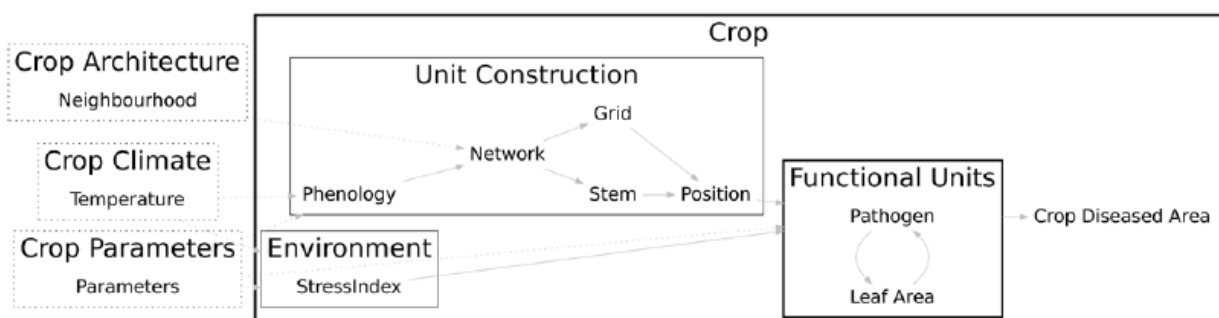 Crop
Crop Architecture
Neighbourhood
Unit Construction
Grid
Network
Crop Climate
Temperature
Phenology
Stem
Position
Functional Units
Pathogen
Leaf Area
Crop Diseased Area
Crop Parameters
Parameters
Environment
StressIndex